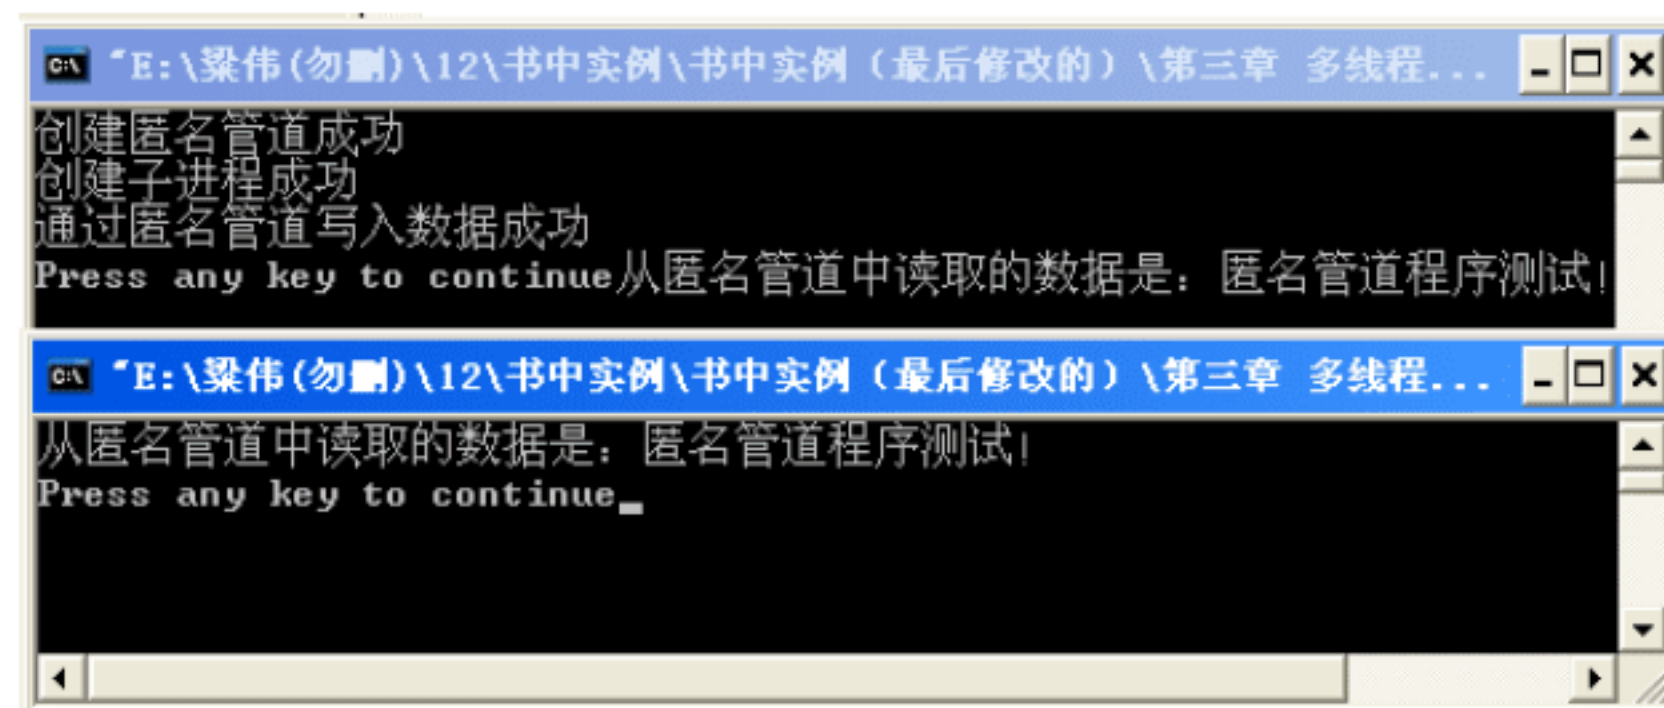 "E:\梁伟(勿删)\12\书中实例\书中实例（最后修改的）\第三章 多线程...
创建匿名管道成功
创建子进程成功
通过匿名管道写入数据成功
Press any key to continue从匿名管道中读取的数据是：匿名管道程序测试！
"E:\梁伟(勿删)\12\书中实例\书中实例（最后修改的）\第三章 多线程...
从匿名管道中读取的数据是：匿名管道程序测试！
Press any key to continue